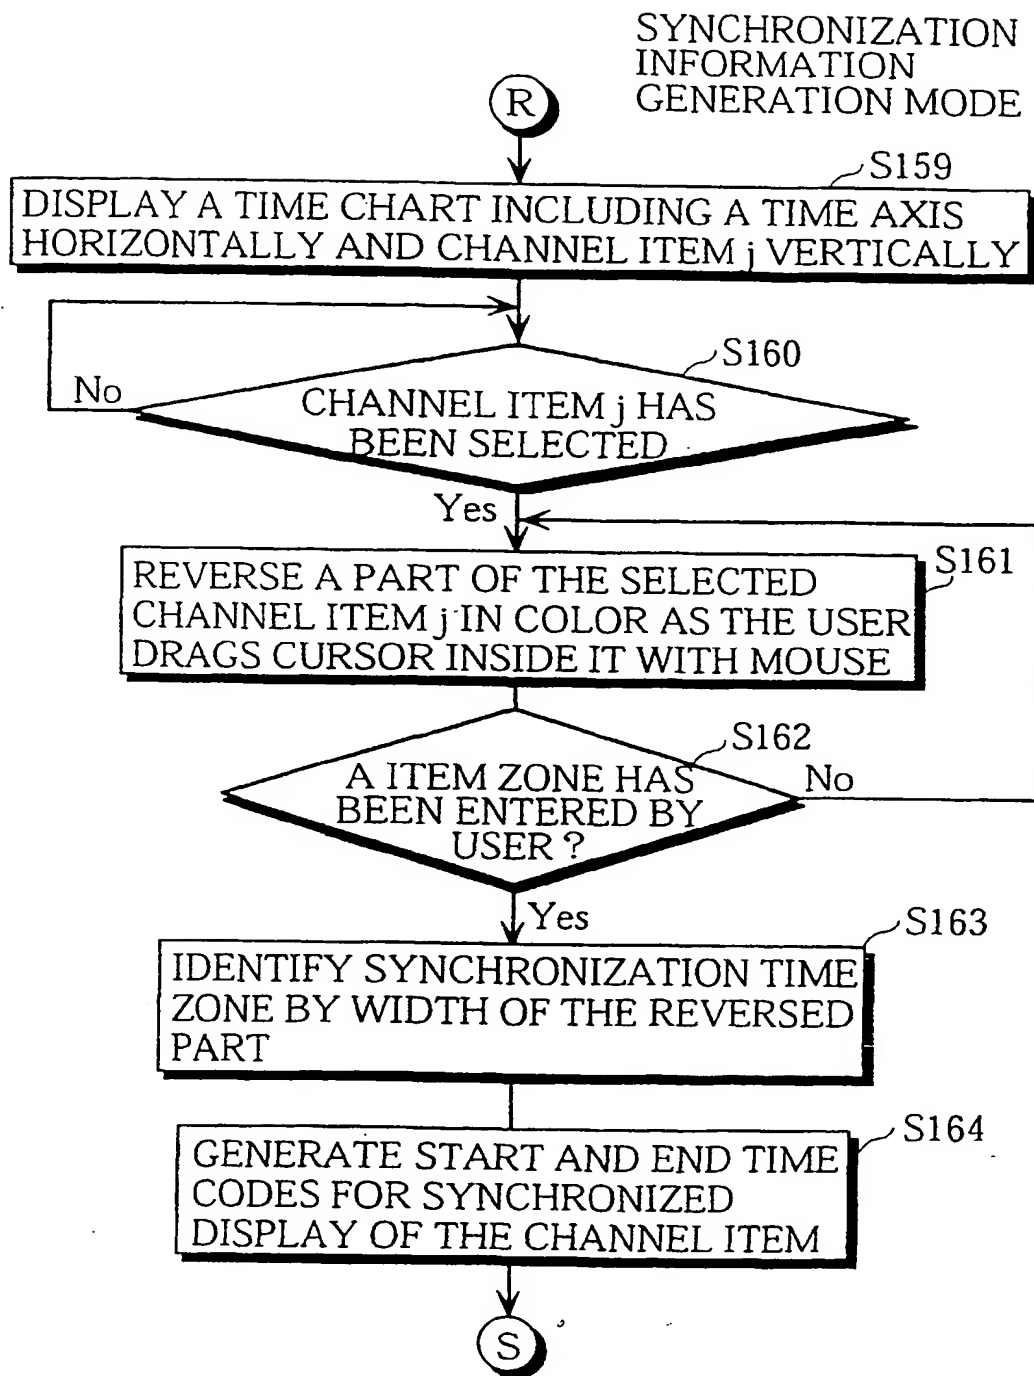 SYNCHRONIZATION
INFORMATION
GENERATION MODE
R
S159
DISPLAY A TIME CHART INCLUDING A TIME AXIS
HORIZONTALLY AND CHANNEL ITEM j VERTICALLY
S160
No
CHANNEL ITEM j HAS
BEEN SELECTED
Yes
S161
REVERSE A PART OF THE SELECTED
CHANNEL ITEM j IN COLOR AS THE USER
DRAGS CURSOR INSIDE IT WITH MOUSE
S162
A ITEM ZONE HAS
BEEN ENTERED BY
USER ?
No
Yes
S163
IDENTIFY SYNCHRONIZATION TIME
ZONE BY WIDTH OF THE REVERSED
PART
S164
GENERATE START AND END TIME
CODES FOR SYNCHRONIZED
DISPLAY OF THE CHANNEL ITEM
S